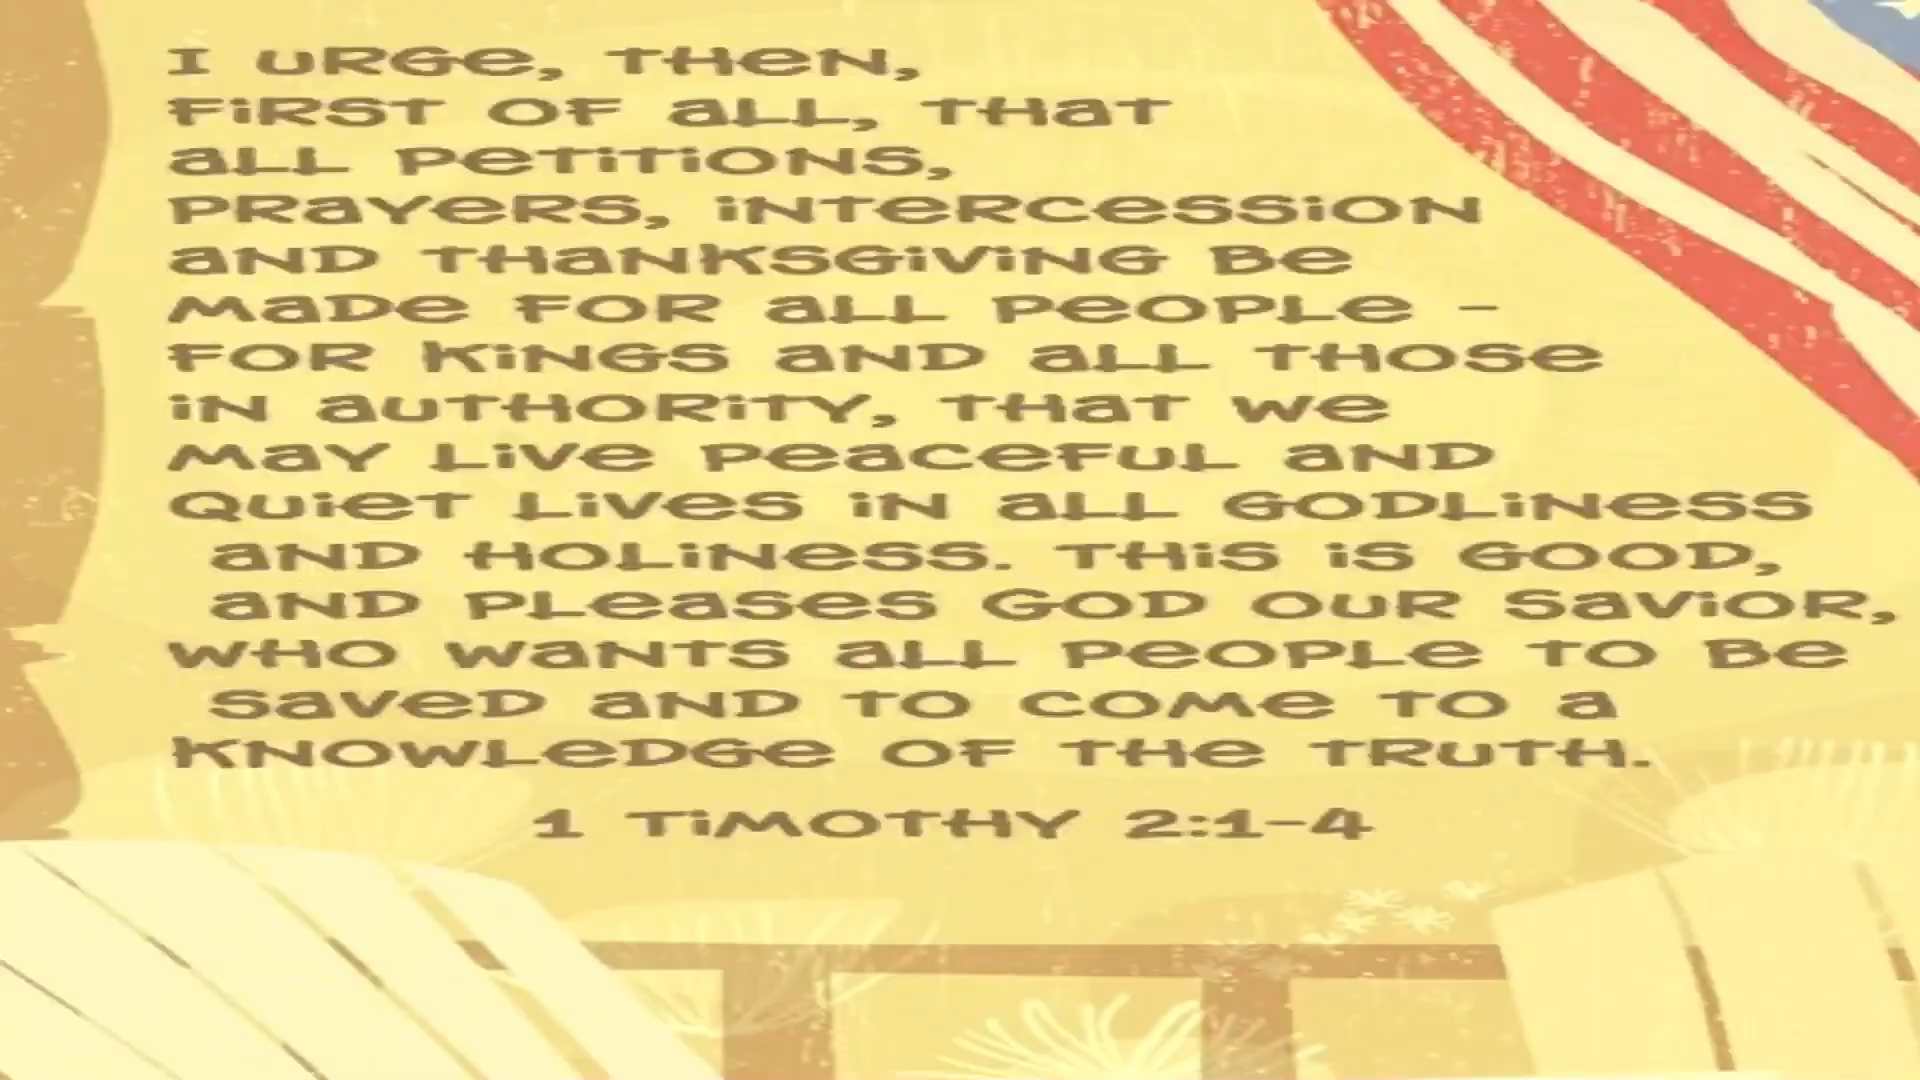 I URGE, THEN,
FIRST OF ALL, THAT
ALL PETITIONS,
PRAYERS, INTERCESSION
AND THANKSGIVING BE
MADE FOR ALL PEOPLE -
FOR KINGS AND ALL THOSE
IN AUTHORITY, THAT WE
MAY LIVE PEACEFUL AND
QUIET LIVES IN ALL GODLINESS
AND HOLINESS. THIS IS GOOD,
AND PLEASES GOD OUR SAVIOR,
WHO WANTS ALL PEOPLE TO BE
SAVED AND TO COME TO A
KNOWLEDGE OF THE TRUTH.
1 TIMOTHY 2:1-4